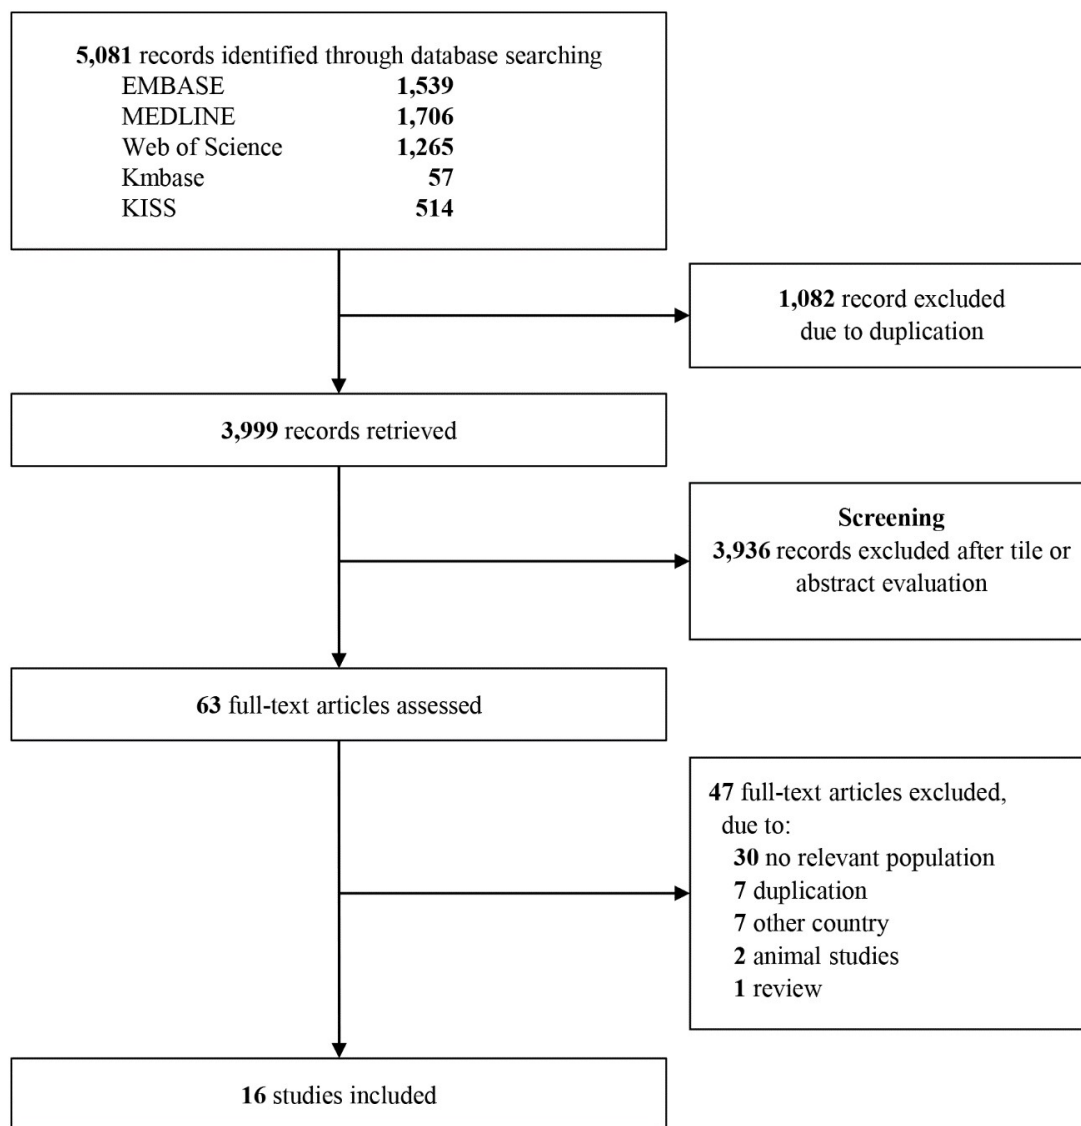 5,081 records identified through database searching
EMBASE 1,539
MEDLINE 1,706
Web of Science 1,265
Kmbase 57
KISS 514
1,082 record excluded
due to duplication
3,999 records retrieved
Screening
3,936 records excluded after tile or
abstract evaluation
63 full-text articles assessed
47 full-text articles excluded,
due to:
30 no relevant population
7 duplication
7 other country
2 animal studies
1 review
16 studies included